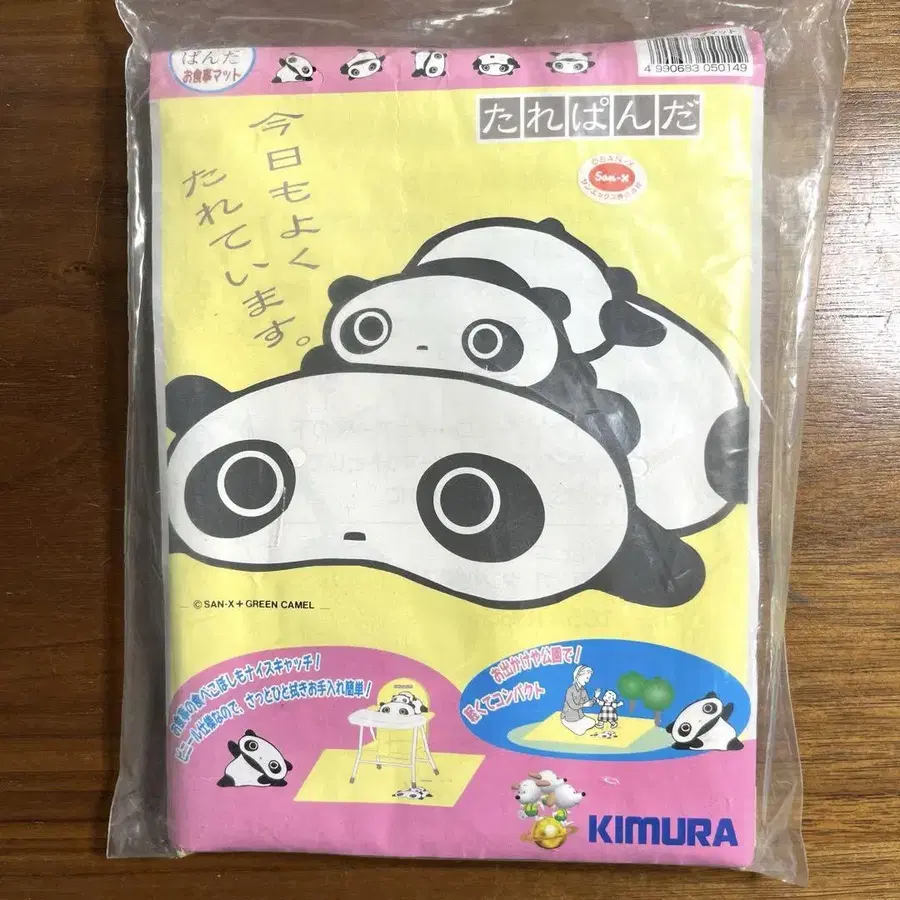 ぱんだ
お食事マット
4 990683 050149
たれぱんだ
今日もよく
たれています。
©SAN-X
San-X
© SAN-X + GREEN CAMEL
お食事の食べこぼしもナイスキャッチ!
ビニール仕様なので、さっとひと拭きお手入れ簡単!
お出かけや公園で!
軽くてコンパクト
KIMURA